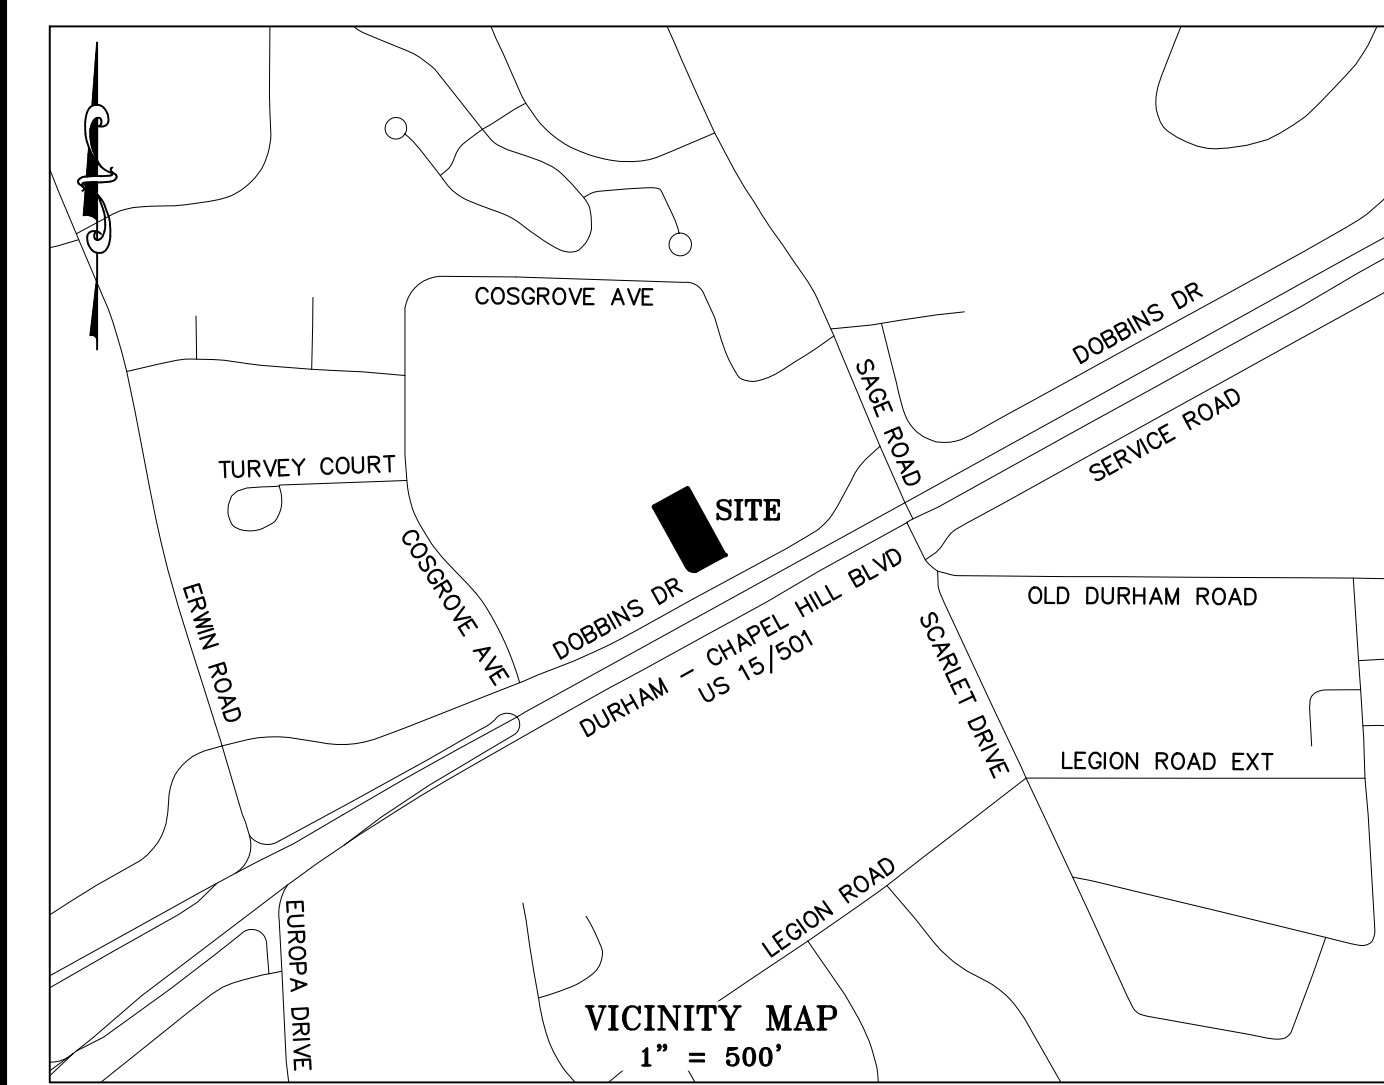 COSGROVE AVE
DOBBINS DR
SAGE ROAD
SERVICE ROAD
TURVEY COURT
SITE
COSGROVE AVE
DOBBINS DR
DURHAM - CHAPEL HILL BLVD
US 15/501
ERWIN ROAD
OLD DURHAM ROAD
SCARLET DRIVE
LEGION ROAD EXT
LEGION ROAD
EUROPA DRIVE
VICINITY MAP
1" = 500'